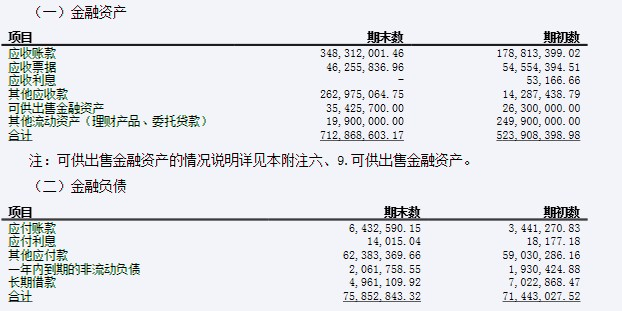 （一）金融资产
项目 期末数 期初数
应收账款 348,312,001.46 178,813,399.02
应收票据 46,255,836.96 54,554,394.51
应收利息 - 53,166.66
其他应收款 262,975,064.75 14,287,438.79
可供出售金融资产 35,425,700.00 26,300,000.00
其他流动资产（理财产品、委托贷款） 19,900,000.00 249,900,000.00
合计 712,868,603.17 523,908,398.98
注：可供出售金融资产的情况说明详见本附注六、9.可供出售金融资产。
（二）金融负债
项目 期末数 期初数
应付账款 6,432,590.15 3,441,270.83
应付利息 14,015.04 18,177.18
其他应付款 62,383,369.66 59,030,286.16
一年内到期的非流动负债 2,061,758.55 1,930,424.88
长期借款 4,961,109.92 7,022,868.47
合计 75,852,843.32 71,443,027.52